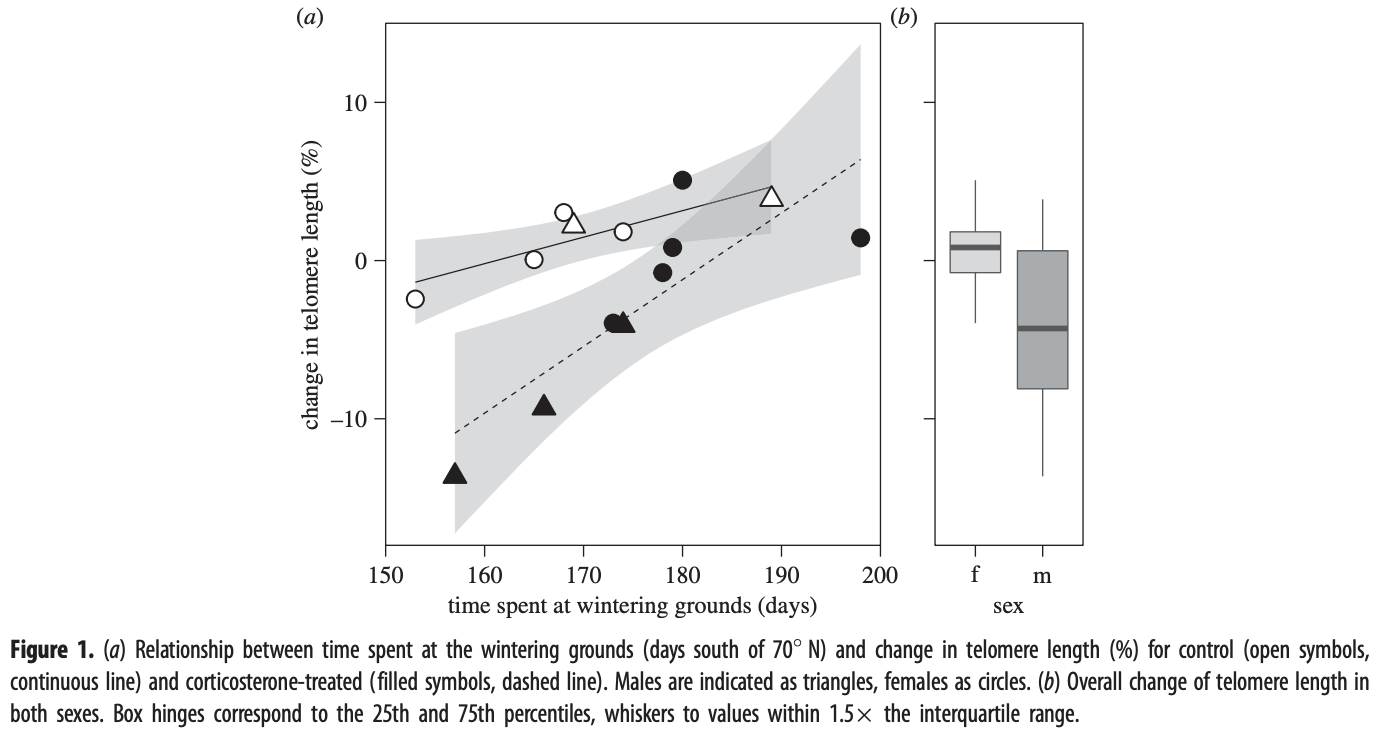 (a)
(b)
change in telomere length (%)
10
0
–10
150 160 170 180 190 200
time spent at wintering grounds (days)
f m
sex
Figure 1. (a) Relationship between time spent at the wintering grounds (days south of 70° N) and change in telomere length (%) for control (open symbols,
continuous line) and corticosterone-treated (filled symbols, dashed line). Males are indicated as triangles, females as circles. (b) Overall change of telomere length in
both sexes. Box hinges correspond to the 25th and 75th percentiles, whiskers to values within 1.5× the interquartile range.